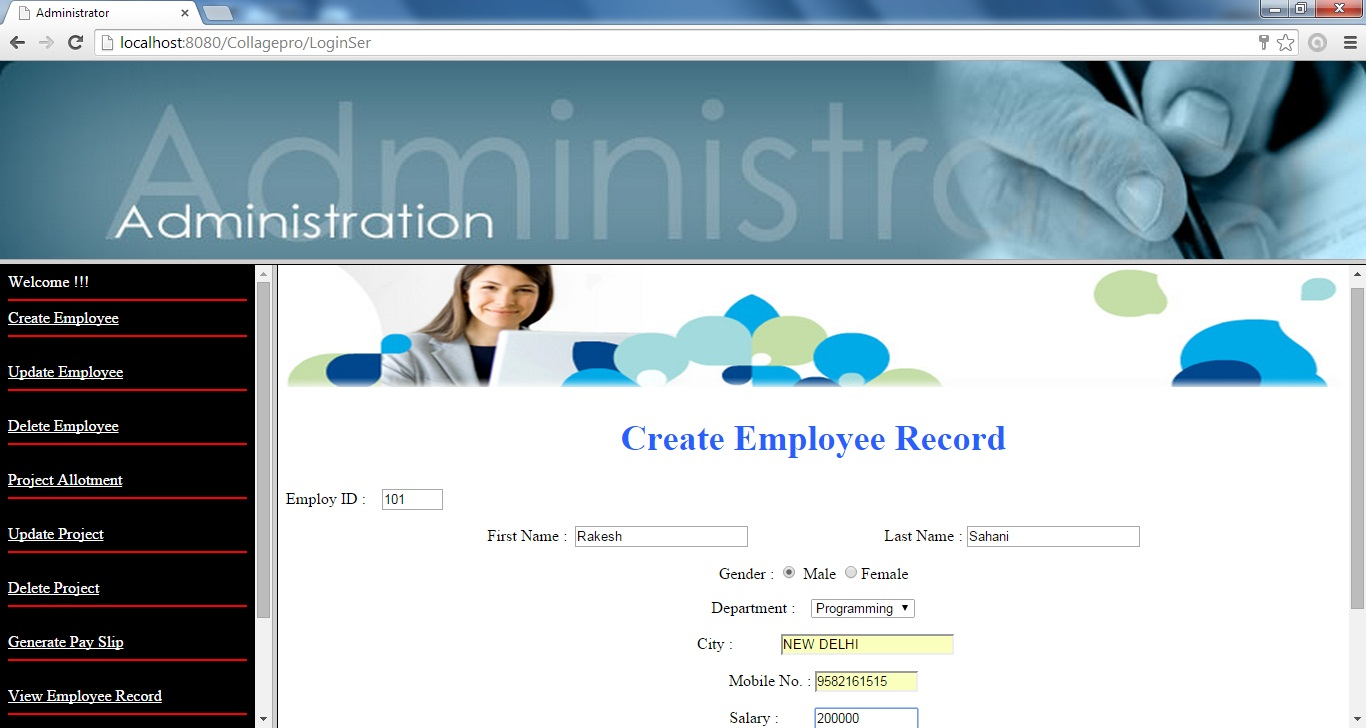 Administrator
localhost:8080/Collagepro/LoginSer
Administration
Administration
Welcome !!!
Create Employee
Update Employee
Delete Employee
Project Allotment
Update Project
Delete Project
Generate Pay Slip
View Employee Record
Create Employee Record
Employ ID : 101
First Name : Rakesh Last Name : Sahani
Gender : Male Female
Department : Programming
City : NEW DELHI
Mobile No. : 9582161515
Salary : 200000